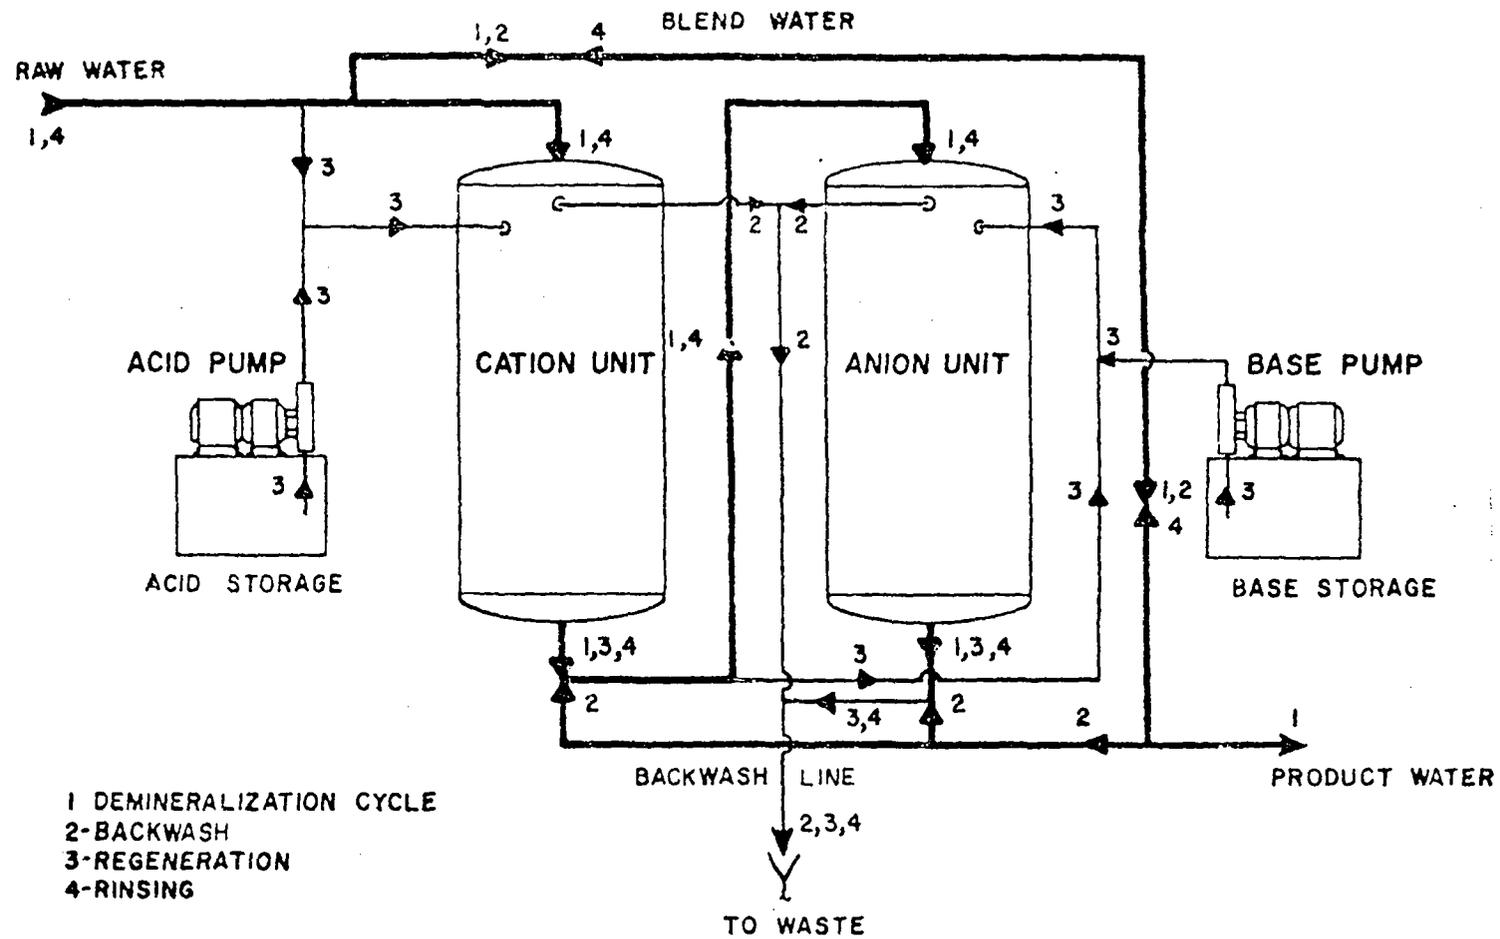 BLEND WATER
1,2
4
RAW WATER
1,4
1,4
1,4
3
3
2
2
3
3
1,4
2
3
ACID PUMP
CATION UNIT
ANION UNIT
BASE PUMP
3
3
1,2
4
3
ACID STORAGE
BASE STORAGE
1,3,4
1,3,4
3
2
3,4
2
2
1
BACKWASH LINE
PRODUCT WATER
1 DEMINERALIZATION CYCLE
2-BACKWASH
3-REGENERATION
4-RINSING
2,3,4
TO WASTE